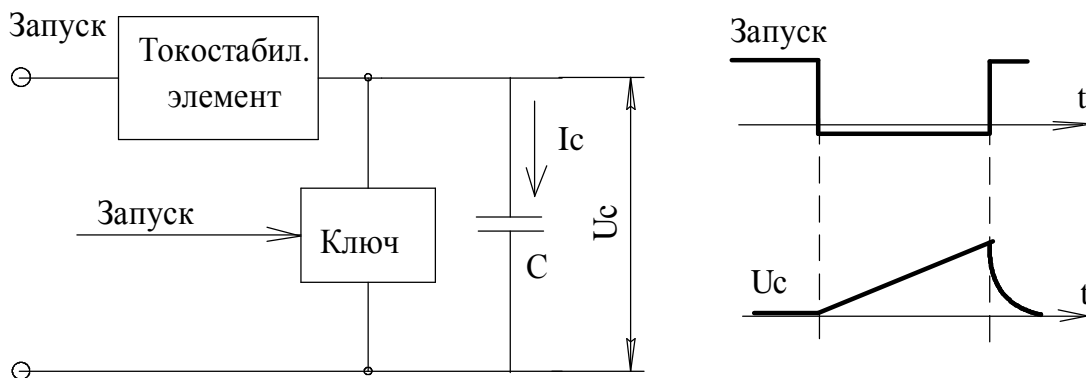 Запуск
Токостабил.
элемент
Ic
Запуск
Ключ
C
Uc
Запуск
t
Uc
t